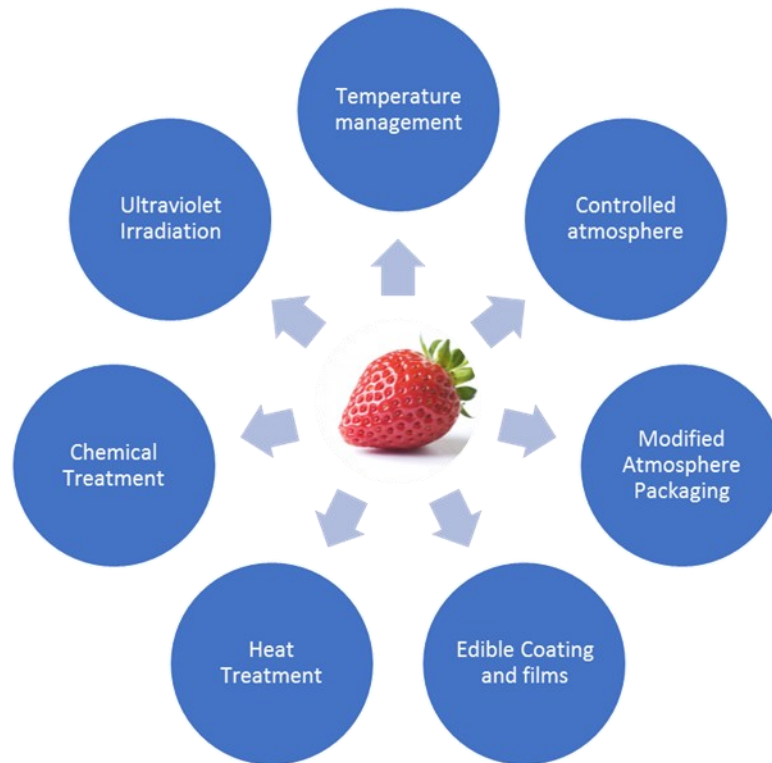 Temperature
management
Controlled
atmosphere
Modified
Atmosphere
Packaging
Edible Coating
and films
Heat
Treatment
Chemical
Treatment
Ultraviolet
Irradiation